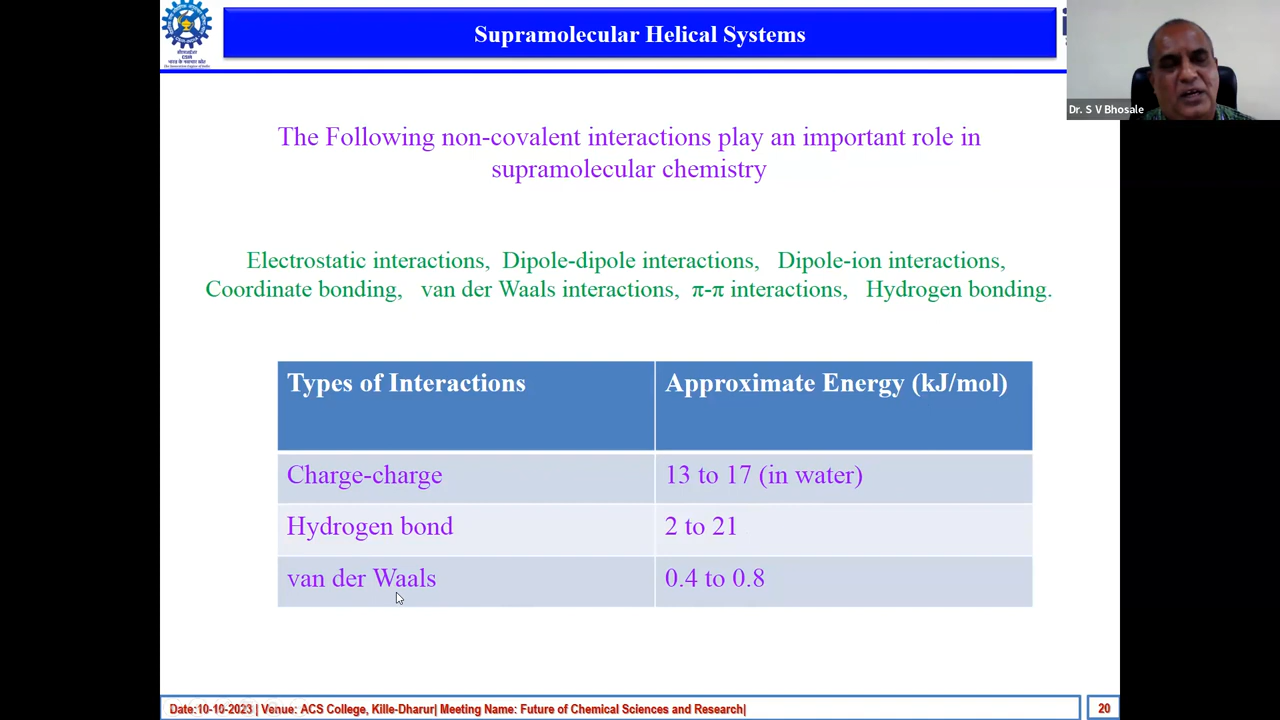 Supramolecular Helical Systems
CSIR
Dr. S V Bhosale
The Following non-covalent interactions play an important role in
supramolecular chemistry
Electrostatic interactions, Dipole-dipole interactions, Dipole-ion interactions,
Coordinate bonding, van der Waals interactions, π-π interactions, Hydrogen bonding.
Types of Interactions Approximate Energy (kJ/mol)
Charge-charge 13 to 17 (in water)
Hydrogen bond 2 to 21
van der Waals 0.4 to 0.8
Date:10-10-2023 | Venue: ACS College, Kille-Dharur| Meeting Name: Future of Chemical Sciences and Research| 20